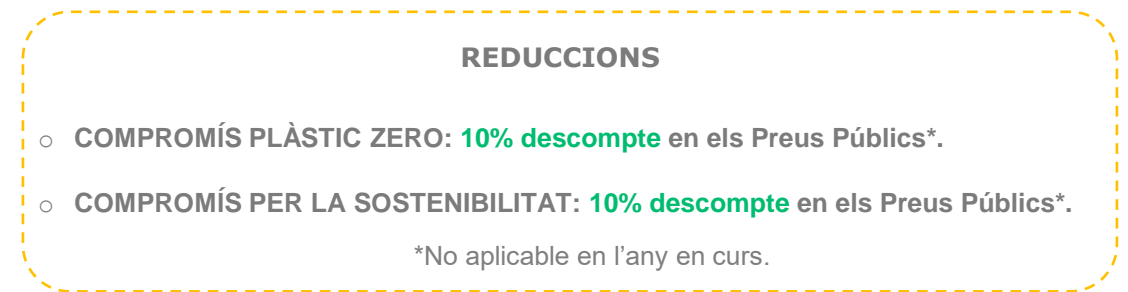 REDUCCIONS
○ COMPROMÍS PLÀSTIC ZERO: 10% descompte en els Preus Públics*.
○ COMPROMÍS PER LA SOSTENIBILITAT: 10% descompte en els Preus Públics*.
*No aplicable en l’any en curs.